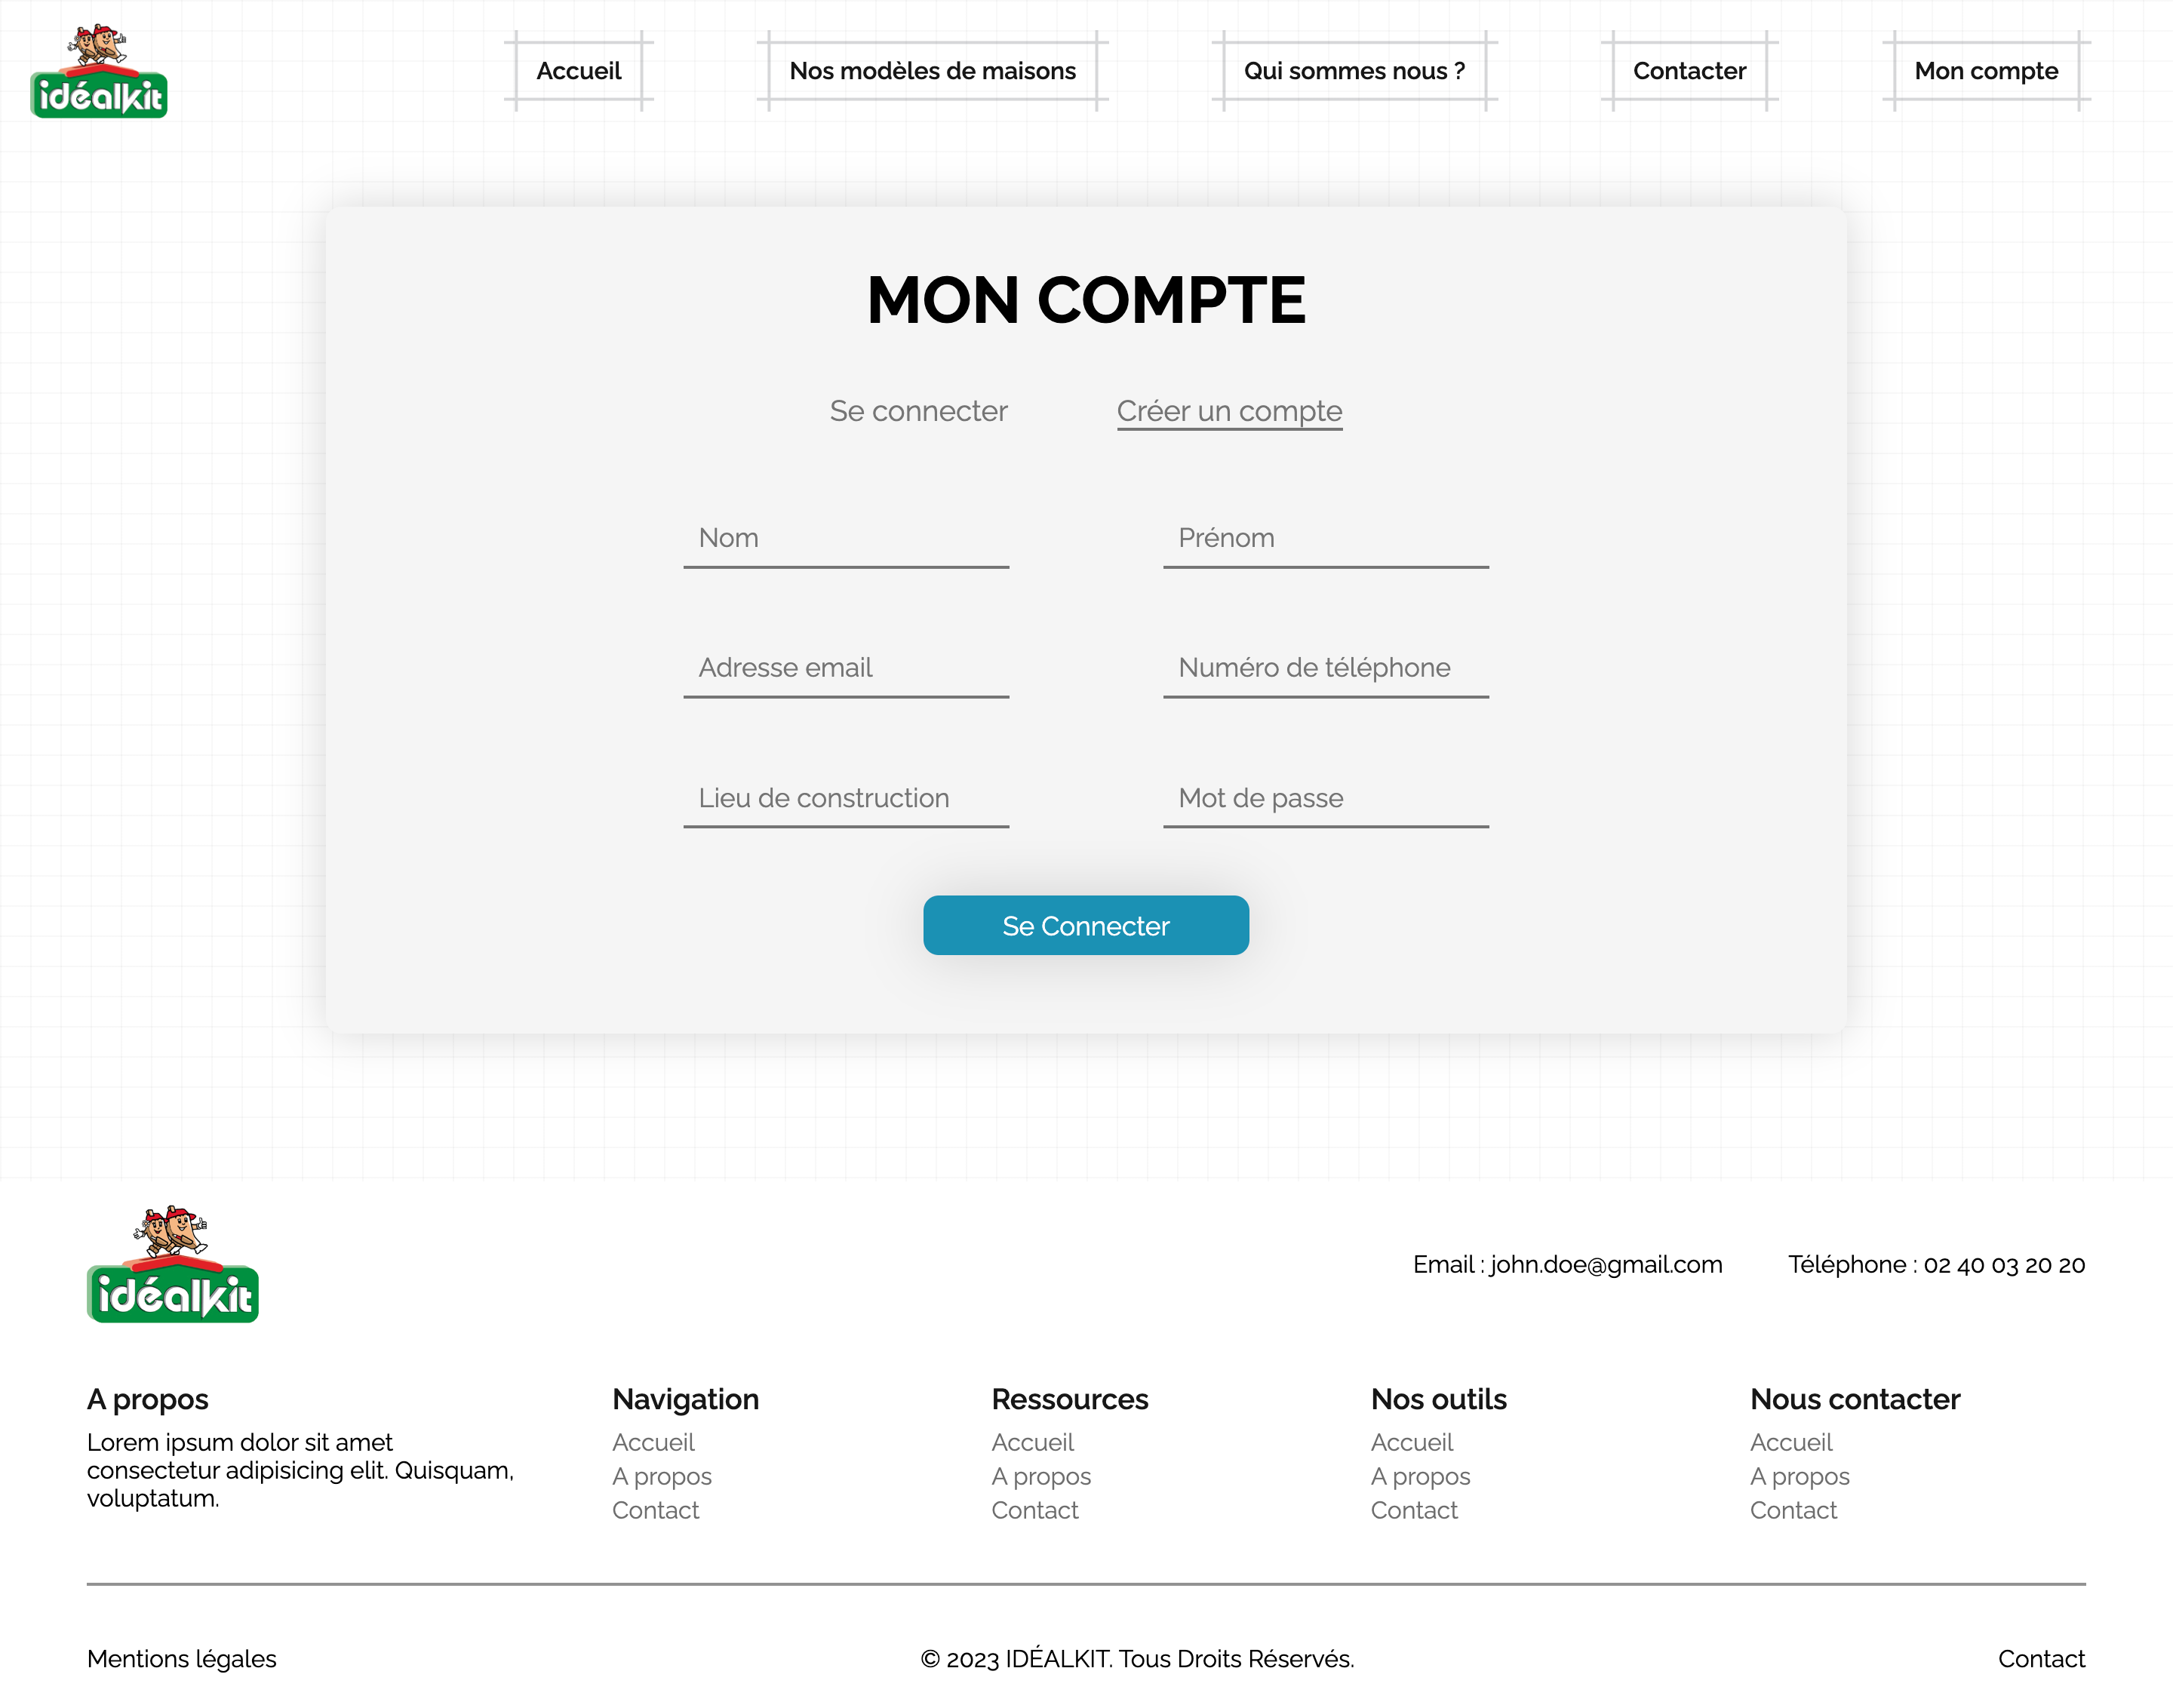 idéalkit
Accueil
Nos modèles de maisons
Qui sommes nous ?
Contacter
Mon compte
MON COMPTE
Se connecter
Créer un compte
Nom
Prénom
Adresse email
Numéro de téléphone
Lieu de construction
Mot de passe
Se Connecter
idéalkit
Email : john.doe@gmail.com
Téléphone : 02 40 03 20 20
A propos
Lorem ipsum dolor sit amet
consectetur adipisicing elit. Quisquam,
voluptatum.
Navigation
Accueil
A propos
Contact
Ressources
Accueil
A propos
Contact
Nos outils
Accueil
A propos
Contact
Nous contacter
Accueil
A propos
Contact
Mentions légales
© 2023 IDÉALKIT. Tous Droits Réservés.
Contact